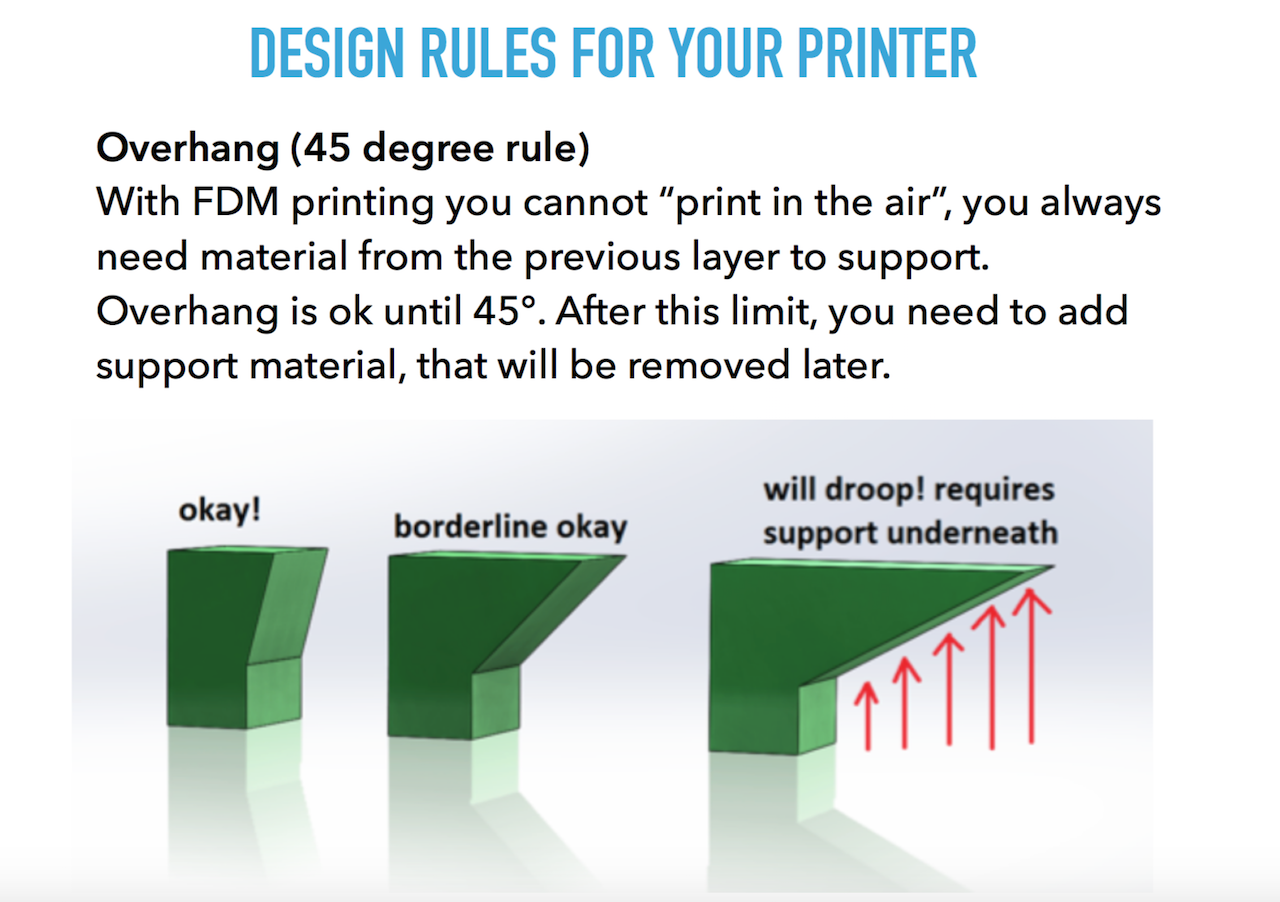 DESIGN RULES FOR YOUR PRINTER
Overhang (45 degree rule)
With FDM printing you cannot “print in the air”, you always
need material from the previous layer to support.
Overhang is ok until 45°. After this limit, you need to add
support material, that will be removed later.
okay!
borderline okay
will droop! requires
support underneath